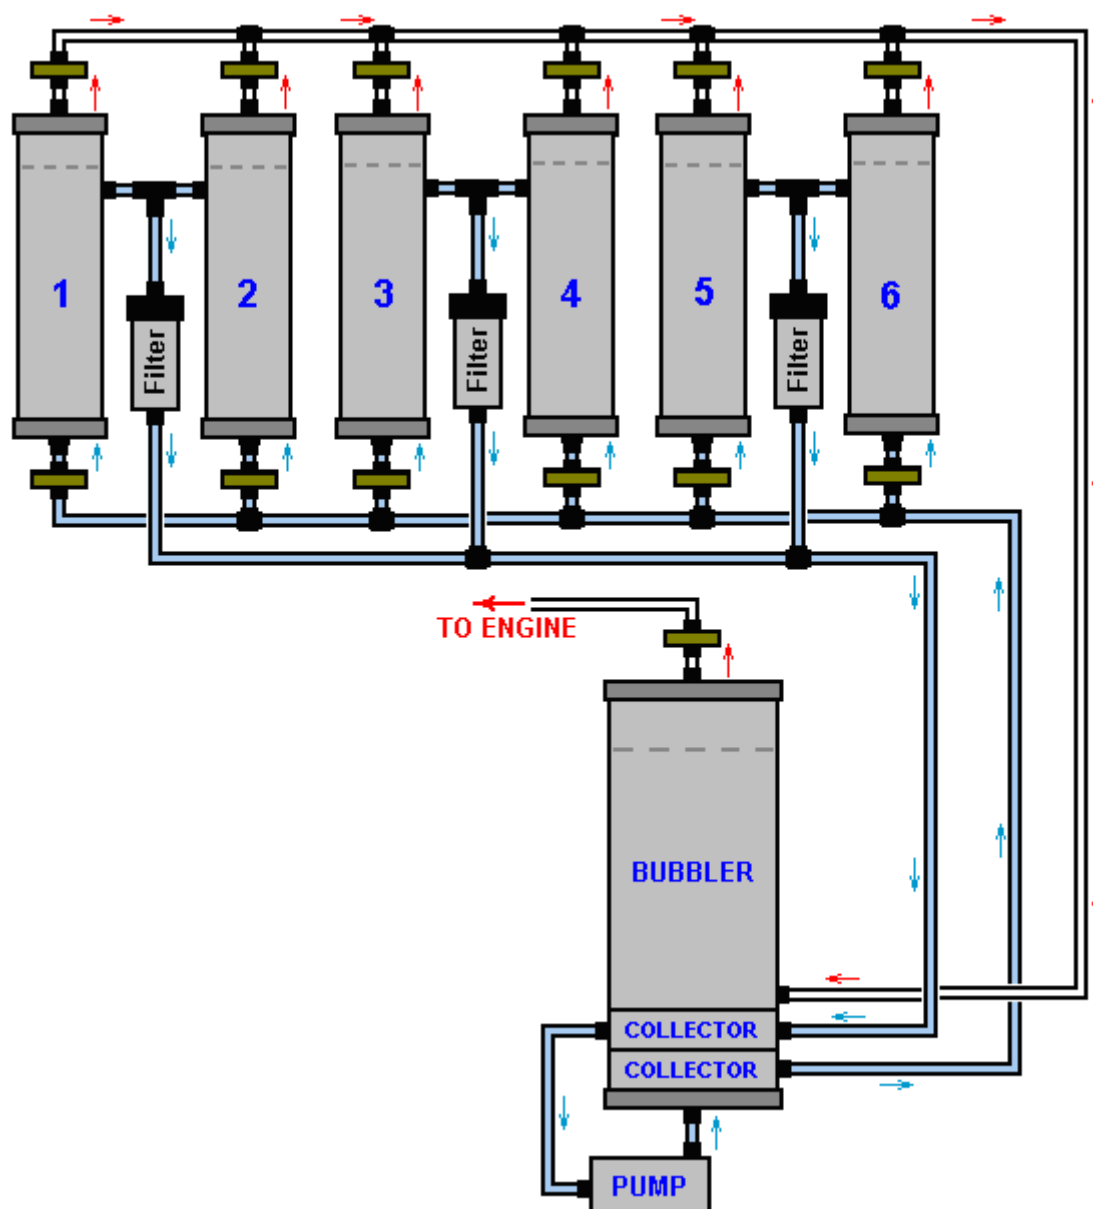 1
2
3
4
5
6
Filter
Filter
Filter
TO ENGINE
BUBBLER
COLLECTOR
COLLECTOR
PUMP